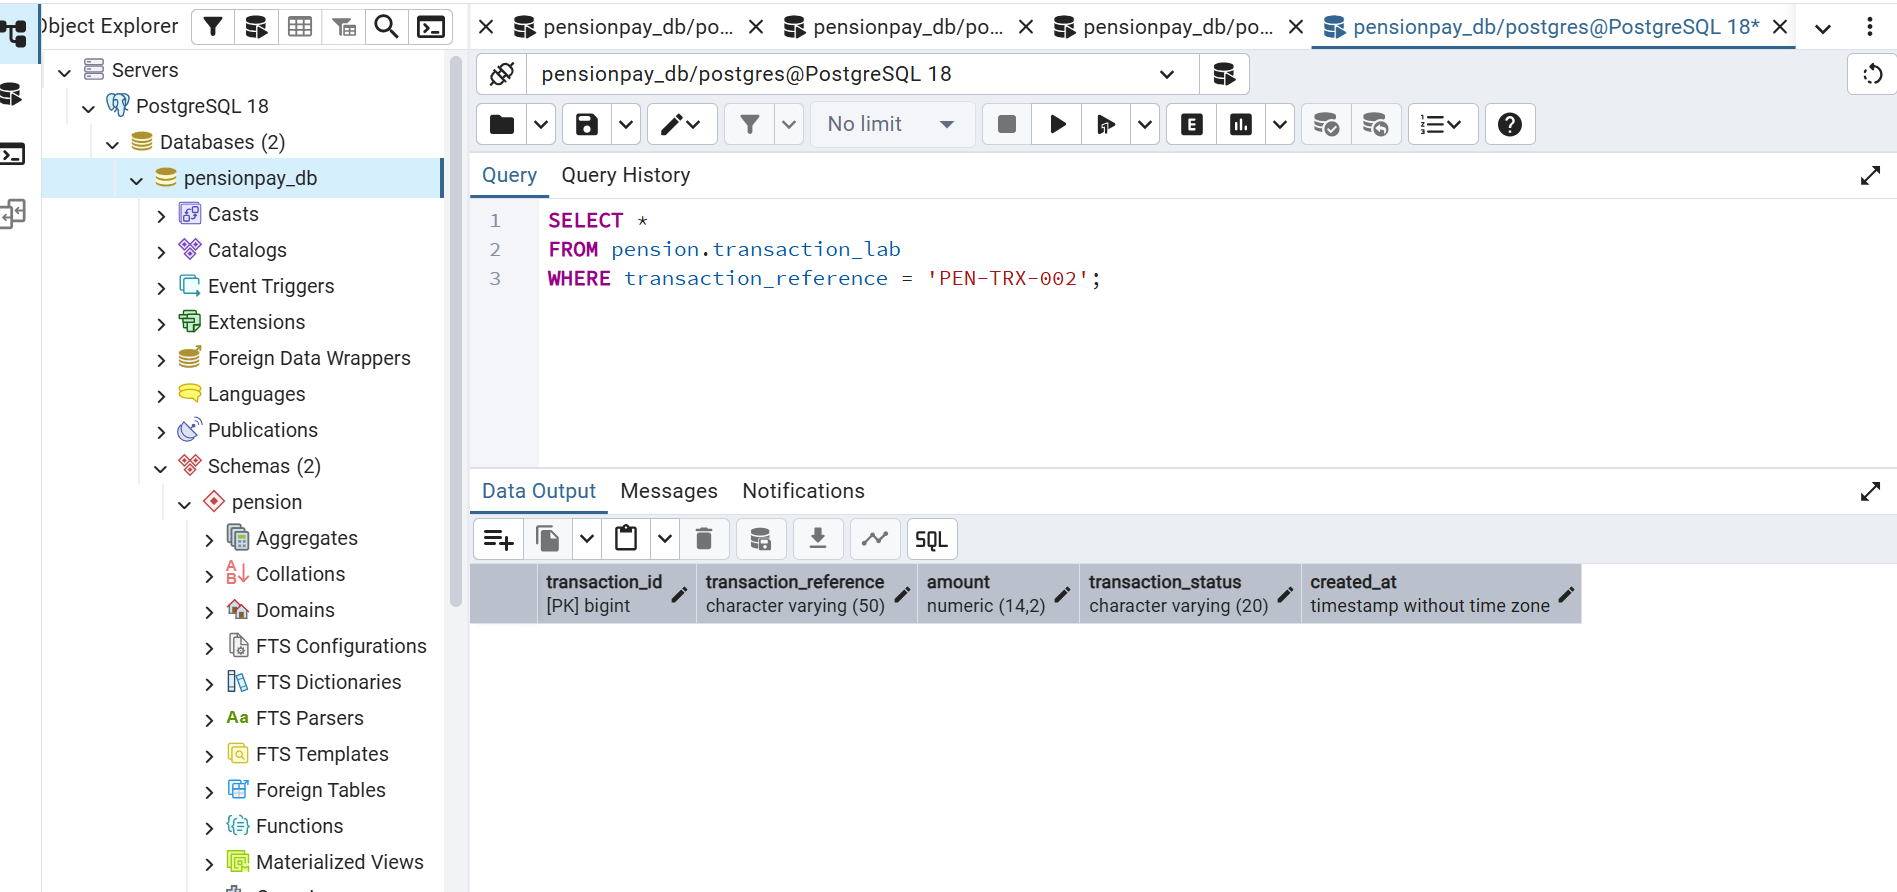 Object Explorer
pensionpay_db/po...
pensionpay_db/po...
pensionpay_db/po...
pensionpay_db/postgres@PostgreSQL 18*
pensionpay_db/postgres@PostgreSQL 18
No limit
E
Query
Query History
1 SELECT *
2 FROM pension.transaction_lab
3 WHERE transaction_reference = 'PEN-TRX-002';
Servers
PostgreSQL 18
Databases (2)
pensionpay_db
Casts
Catalogs
Event Triggers
Extensions
Foreign Data Wrappers
Languages
Publications
Schemas (2)
pension
Aggregates
Collations
Domains
FTS Configurations
FTS Dictionaries
Aa FTS Parsers
FTS Templates
Foreign Tables
Functions
Materialized Views
Data Output
Messages
Notifications
SQL
transaction_id
[PK] bigint
transaction_reference
character varying (50)
amount
numeric (14,2)
transaction_status
character varying (20)
created_at
timestamp without time zone